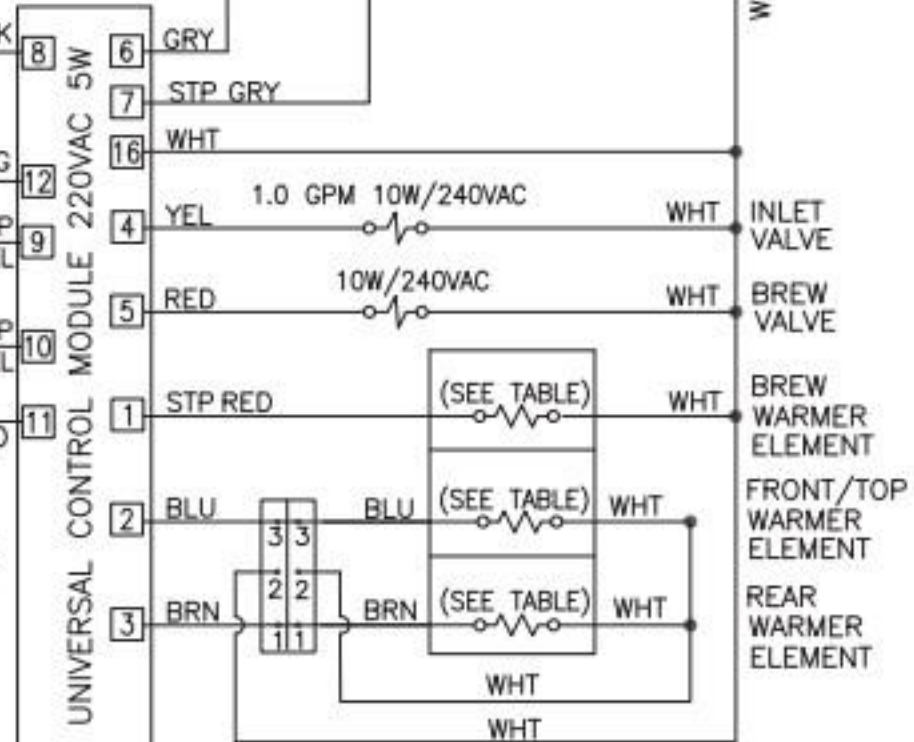 8
6
GRY
7
STP GRY
16
WHT
12
1.0 GPM 10W/240VAC
4
YEL
WHT
INLET
VALVE
9
10W/240VAC
5
RED
WHT
BREW
VALVE
10
UNIVERSAL CONTROL MODULE 220VAC 5W
11
1
STP RED
(SEE TABLE)
WHT
BREW
WARMER
ELEMENT
2
BLU
3 3
BLU
(SEE TABLE)
WHT
FRONT/TOP
WARMER
ELEMENT
2 2
3
BRN
1 1
BRN
(SEE TABLE)
WHT
REAR
WARMER
ELEMENT
WHT
WHT